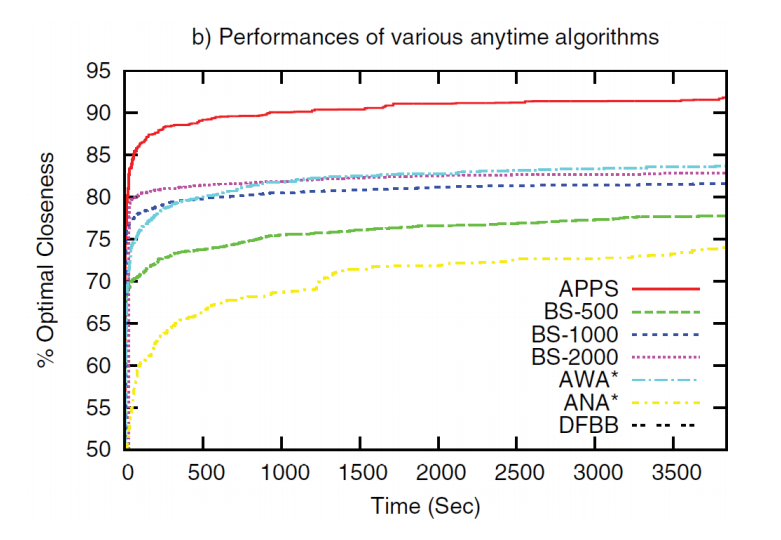 b) Performances of various anytime algorithms
% Optimal Closeness
95
90
85
80
75
70
65
60
55
50
APPS
BS-500
BS-1000
BS-2000
AWA*
ANA*
DFBB
0 500 1000 1500 2000 2500 3000 3500
Time (Sec)